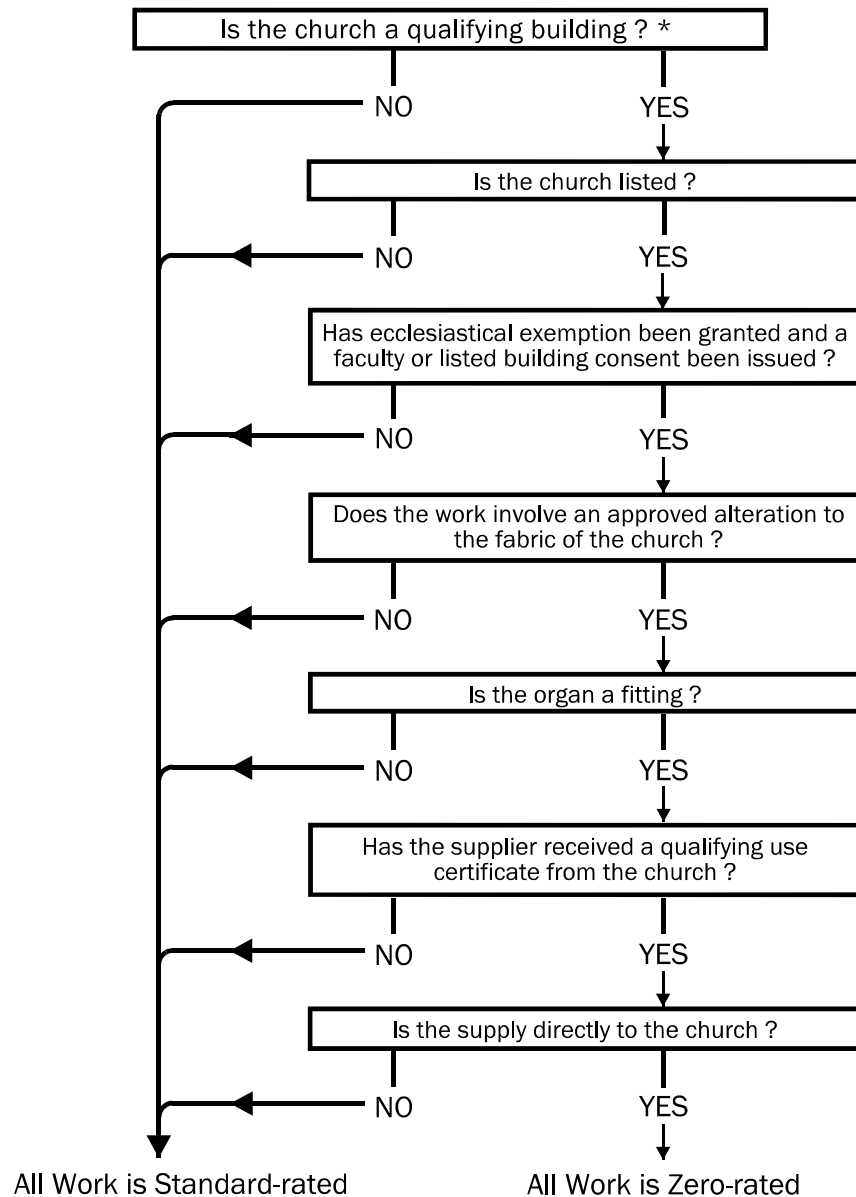 Is the church a qualifying building ? *
NO
YES
Is the church listed ?
NO
YES
Has ecclesiastical exemption been granted and a
faculty or listed building consent been issued ?
NO
YES
Does the work involve an approved alteration to
the fabric of the church ?
NO
YES
Is the organ a fitting ?
NO
YES
Has the supplier received a qualifying use
certificate from the church ?
NO
YES
Is the supply directly to the church ?
NO
YES
All Work is Standard-rated
All Work is Zero-rated